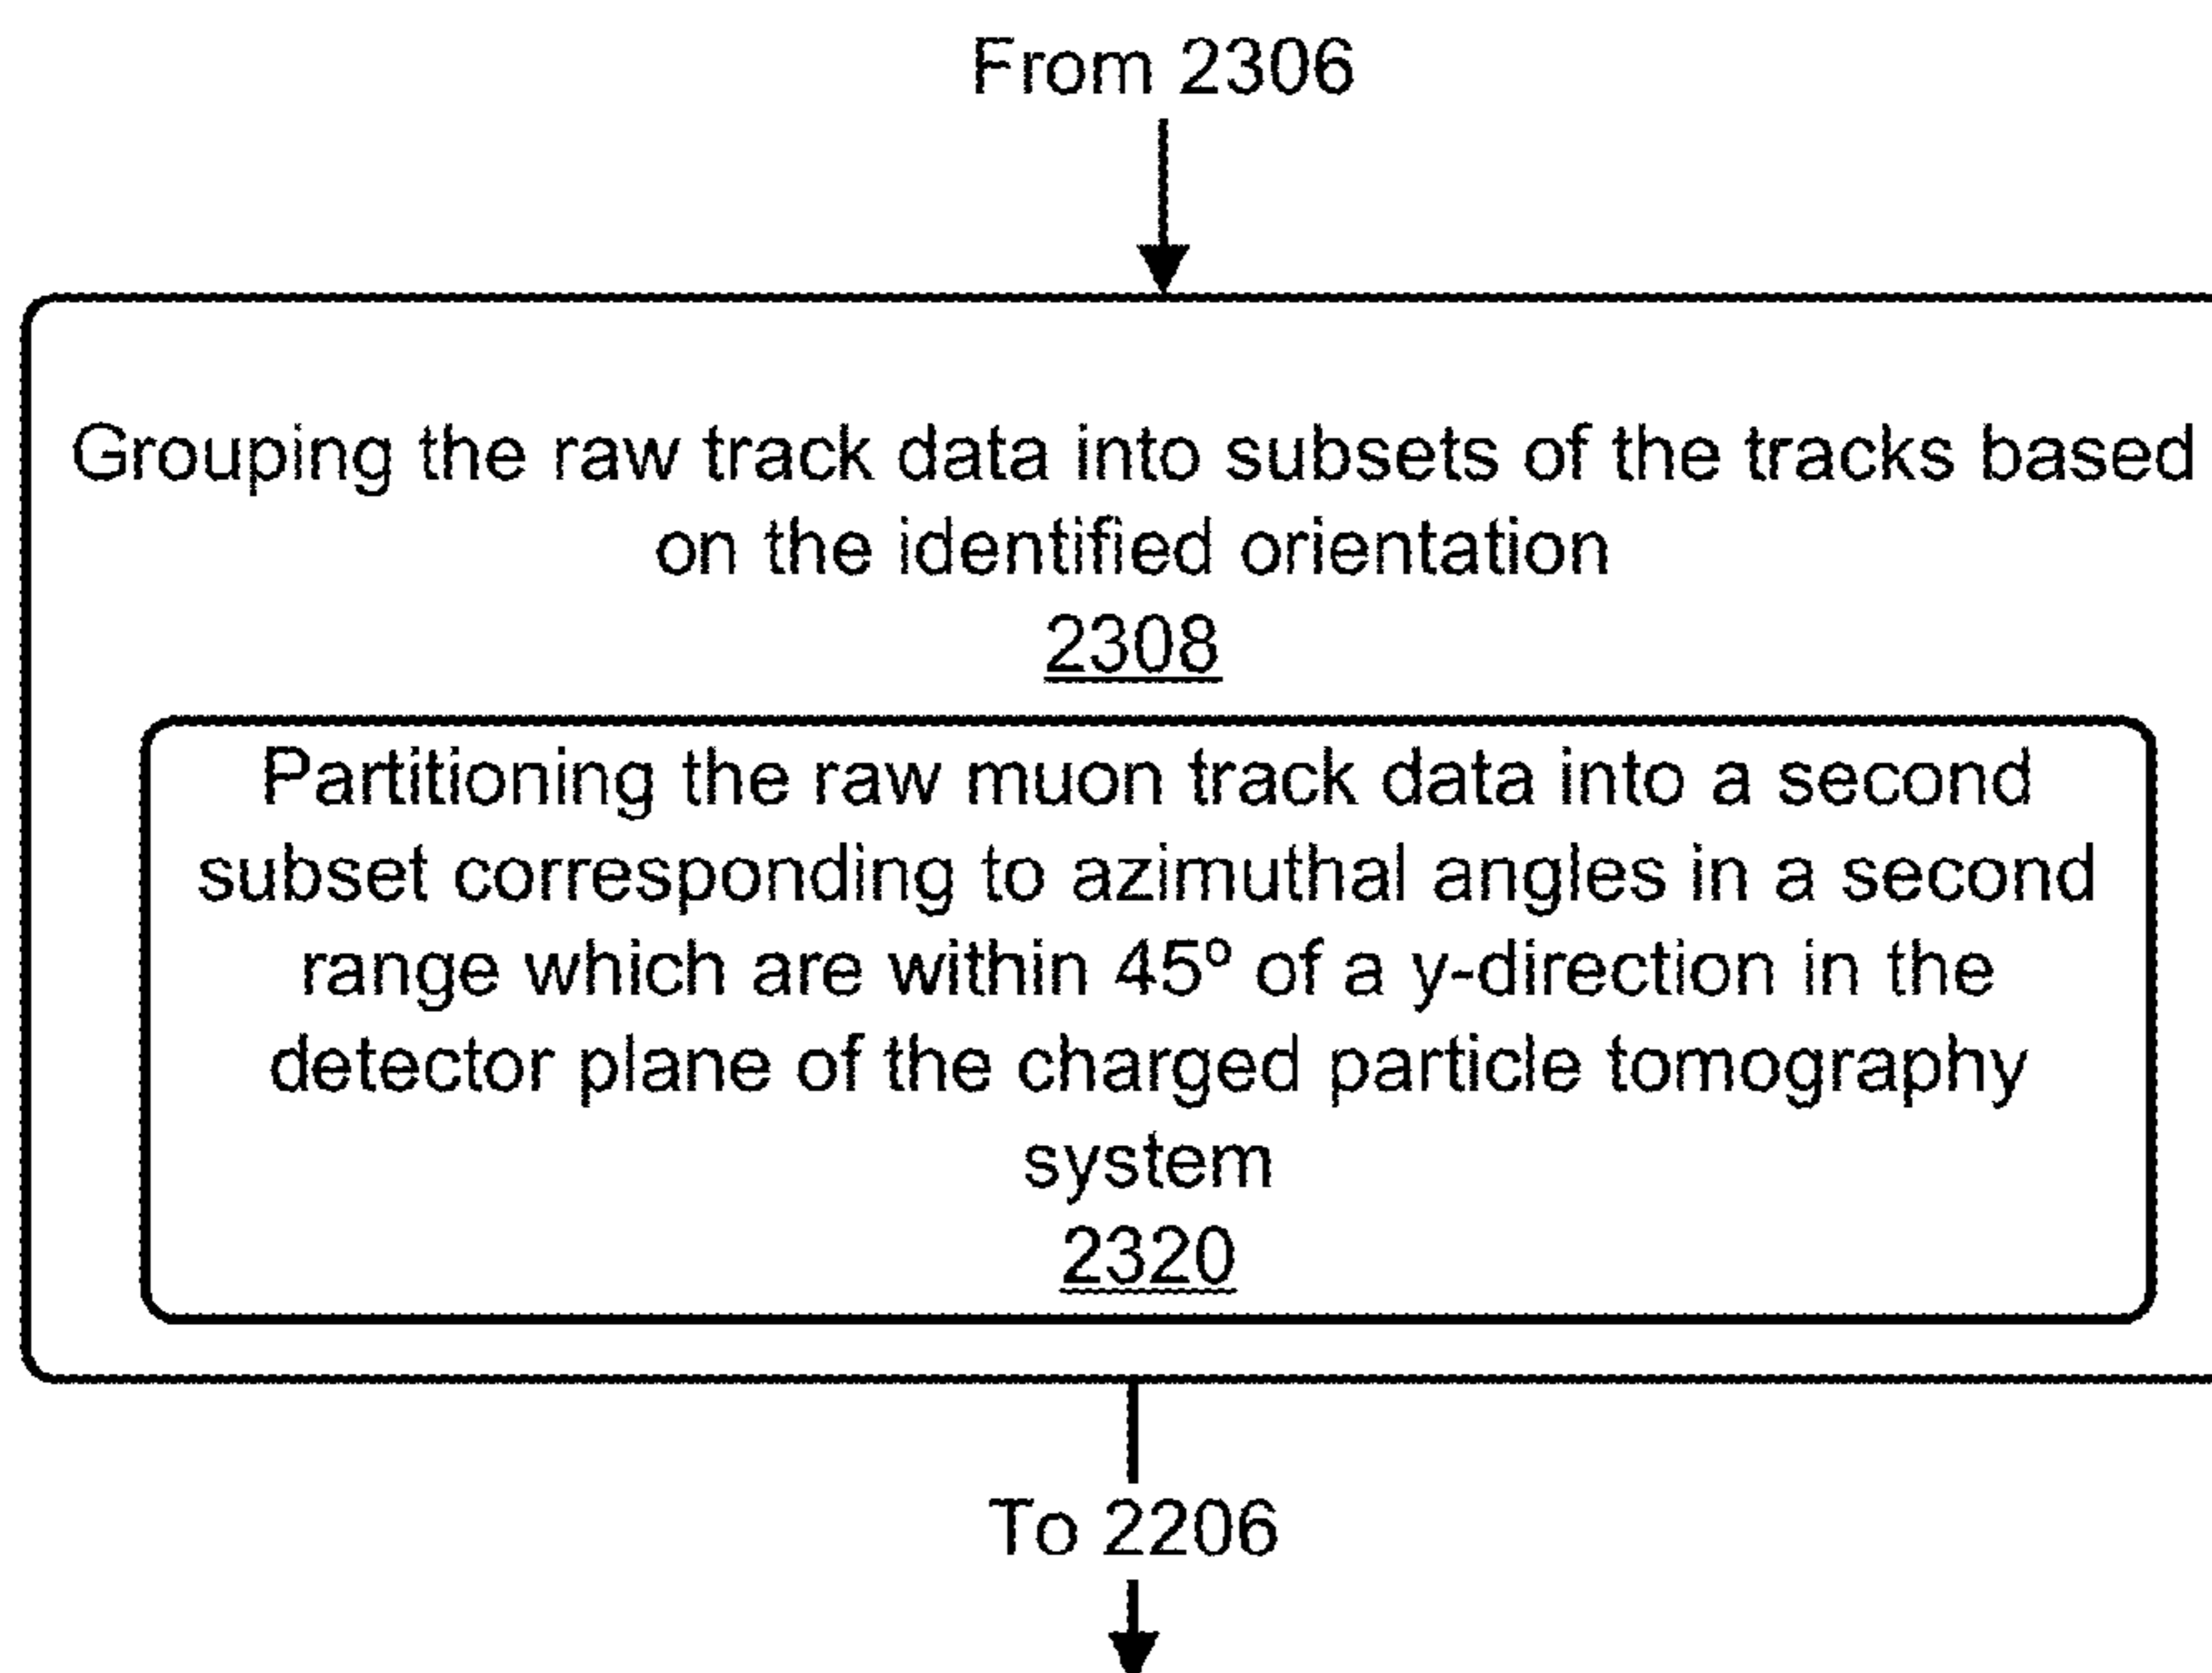 From 2306
Grouping the raw track data into subsets of the tracks based
on the identified orientation
2308
Partitioning the raw muon track data into a second
subset corresponding to azimuthal angles in a second
range which are within 45º of a y-direction in the
detector plane of the charged particle tomography
system
2320
To 2206